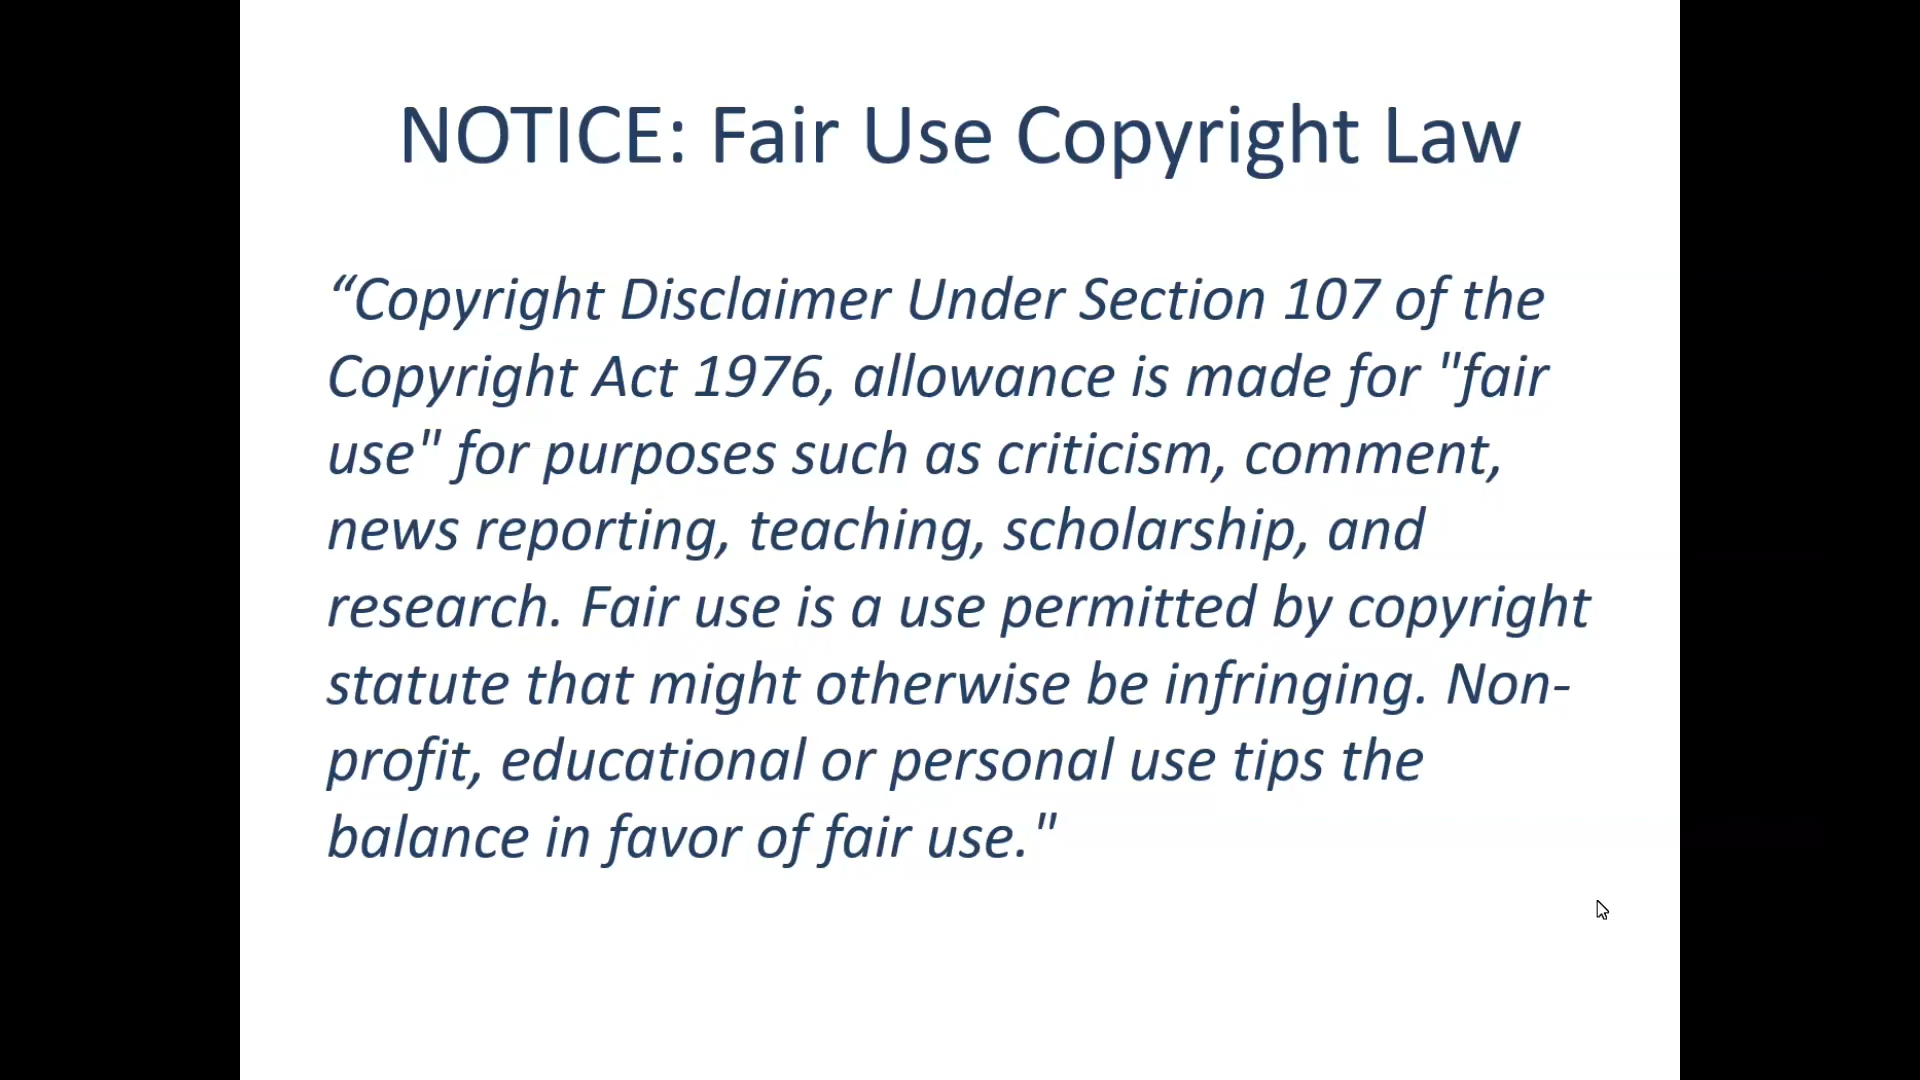 NOTICE: Fair Use Copyright Law
“Copyright Disclaimer Under Section 107 of the
Copyright Act 1976, allowance is made for "fair
use" for purposes such as criticism, comment,
news reporting, teaching, scholarship, and
research. Fair use is a use permitted by copyright
statute that might otherwise be infringing. Non-
profit, educational or personal use tips the
balance in favor of fair use."